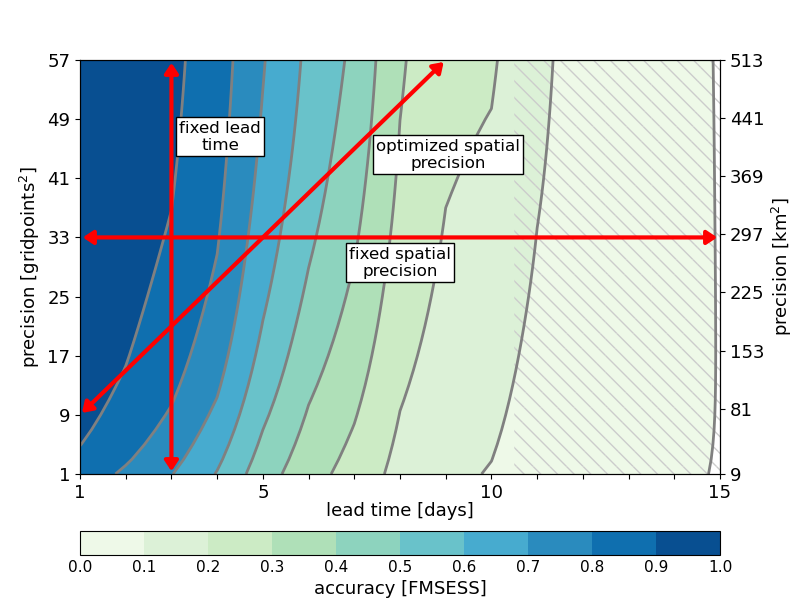 57
49
41
33
25
17
9
1
precision [gridpoints²]
513
441
369
297
225
153
81
9
precision [km²]
fixed lead
time
optimized spatial
precision
fixed spatial
precision
1
5
10
15
lead time [days]
0.0 0.1 0.2 0.3 0.4 0.5 0.6 0.7 0.8 0.9 1.0
accuracy [FMSESS]